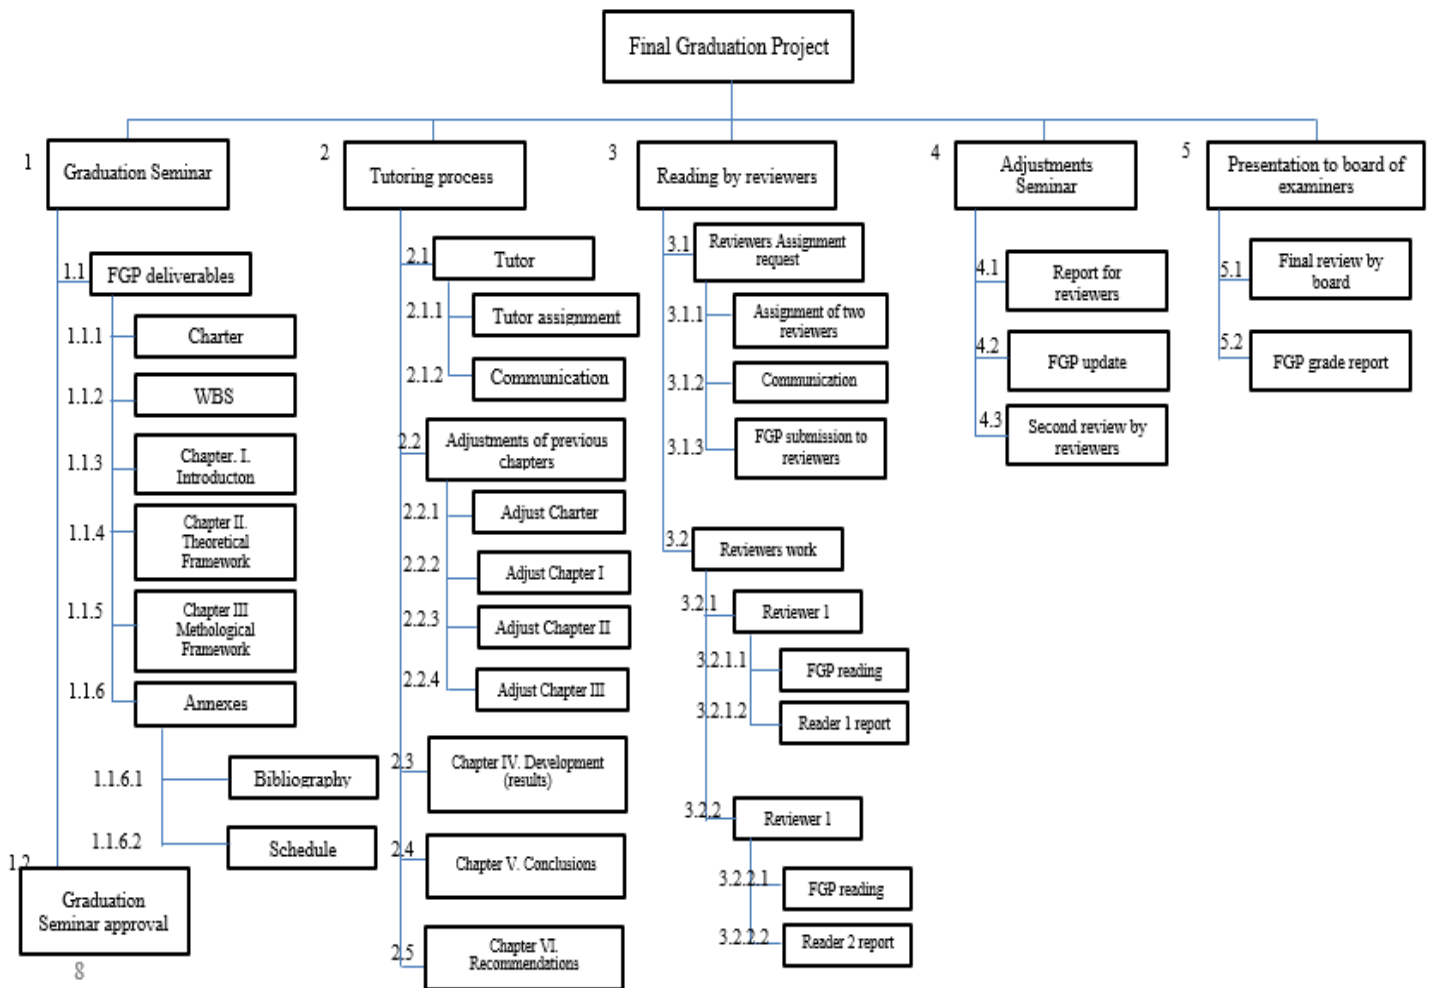 Final Graduation Project
1
Graduation Seminar
1.1
FGP deliverables
1.1.1
Charter
1.1.2
WBS
1.1.3
Chapter. I.
Introducton
1.1.4
Chapter II.
Theoretical
Framework
1.1.5
Chapter III
Methological
Framework
1.1.6
Annexes
1.1.6.1
Bibliography
1.1.6.2
Schedule
1.2
Graduation
Seminar approval
2
Tutoring process
2.1
Tutor
2.1.1
Tutor assignment
2.1.2
Communication
2.2
Adjustments of previous
chapters
2.2.1
Adjust Charter
2.2.2
Adjust Chapter I
2.2.3
Adjust Chapter II
2.2.4
Adjust Chapter III
2.3
Chapter IV. Development
(results)
2.4
Chapter V. Conclusions
2.5
Chapter VI.
Recommendations
3
Reading by reviewers
3.1
Reviewers Assignment
request
3.1.1
Assignment of two
reviewers
3.1.2
Communication
3.1.3
FGP submission to
reviewers
3.2
Reviewers work
3.2.1
Reviewer 1
3.2.1.1
FGP reading
3.2.1.2
Reader 1 report
3.2.2
Reviewer 1
3.2.2.1
FGP reading
3.2.2.2
Reader 2 report
4
Adjustments
Seminar
4.1
Report for
reviewers
4.2
FGP update
4.3
Second review by
reviewers
5
Presentation to board of
examiners
5.1
Final review by
board
5.2
FGP grade report
8